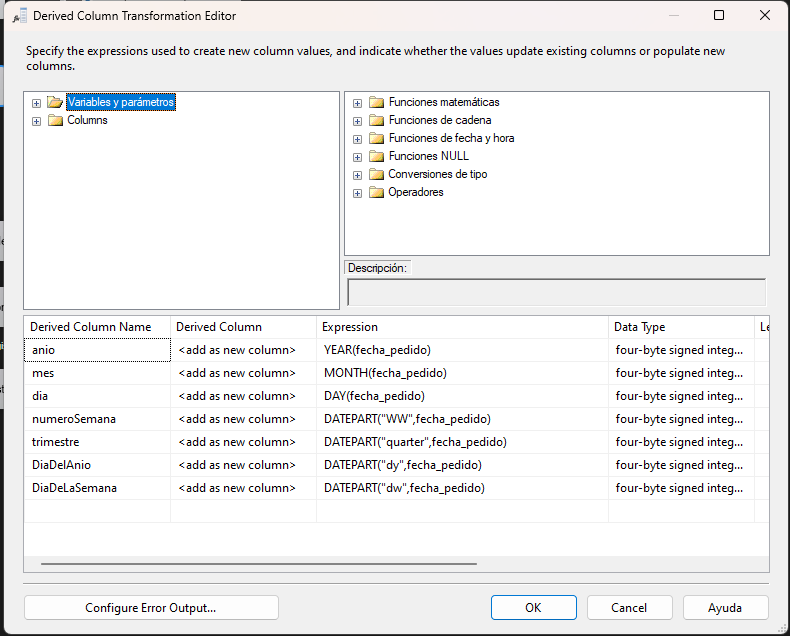 Derived Column Transformation Editor
Specify the expressions used to create new column values, and indicate whether the values update existing columns or populate new
columns.
Variables y parámetros
Columns
Funciones matemáticas
Funciones de cadena
Funciones de fecha y hora
Funciones NULL
Conversiones de tipo
Operadores
Descripción:
Derived Column Name Derived Column Expression Data Type Le
anio <add as new column> YEAR(fecha_pedido) four-byte signed integ...
mes <add as new column> MONTH(fecha_pedido) four-byte signed integ...
dia <add as new column> DAY(fecha_pedido) four-byte signed integ...
numeroSemana <add as new column> DATEPART("WW",fecha_pedido) four-byte signed integ...
trimestre <add as new column> DATEPART("quarter",fecha_pedido) four-byte signed integ...
DiaDelAnio <add as new column> DATEPART("dy",fecha_pedido) four-byte signed integ...
DiaDeLaSemana <add as new column> DATEPART("dw",fecha_pedido) four-byte signed integ...
Configure Error Output... OK Cancel Ayuda